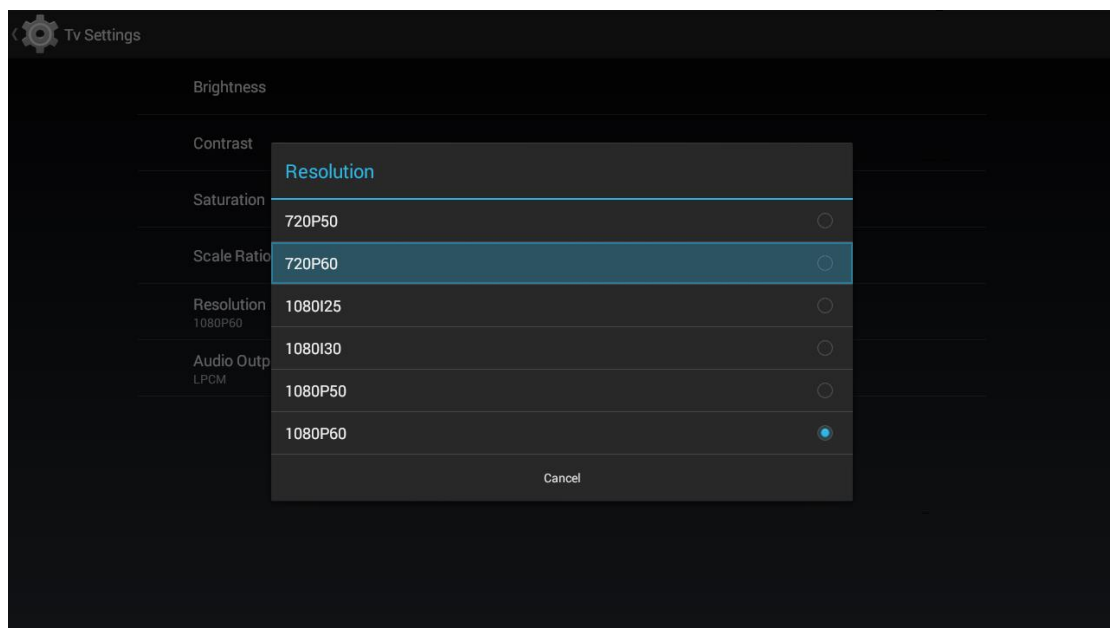 Tv Settings
Brightness
Contrast
Saturation
Scale Ratio
Resolution
1080P60
Audio Outp
LPCM
Resolution
720P50
720P60
1080I25
1080I30
1080P50
1080P60
Cancel